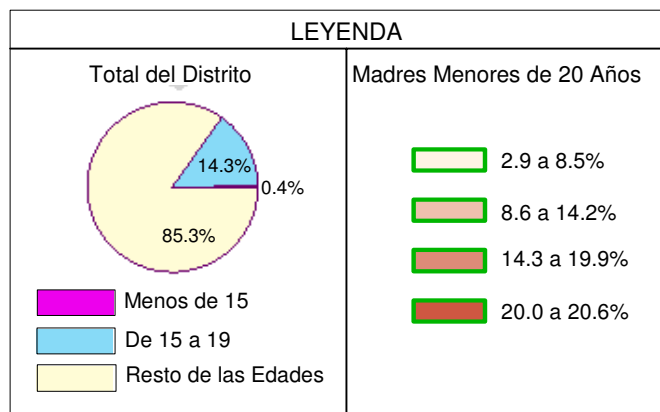 LEYENDA
Total del Distrito
14.3%
0.4%
85.3%
Menos de 15
De 15 a 19
Resto de las Edades
Madres Menores de 20 Años
2.9 a 8.5%
8.6 a 14.2%
14.3 a 19.9%
20.0 a 20.6%